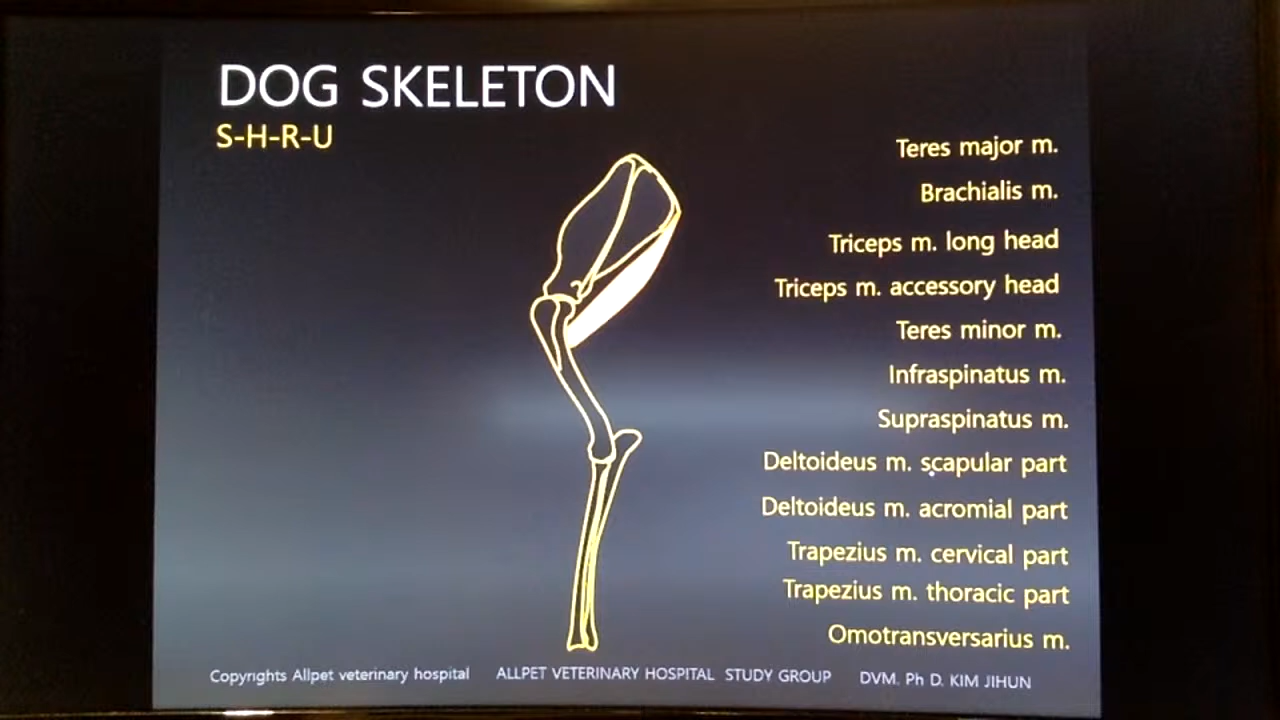 DOG SKELETON
S-H-R-U
Teres major m.
Brachialis m.
Triceps m. long head
Triceps m. accessory head
Teres minor m.
Infraspinatus m.
Supraspinatus m.
Deltoideus m. scapular part
Deltoideus m. acromial part
Trapezius m. cervical part
Trapezius m. thoracic part
Omotransversarius m.
Copyrights Allpet veterinary hospital ALLPET VETERINARY HOSPITAL STUDY GROUP DVM. Ph D. KIM JIHUN